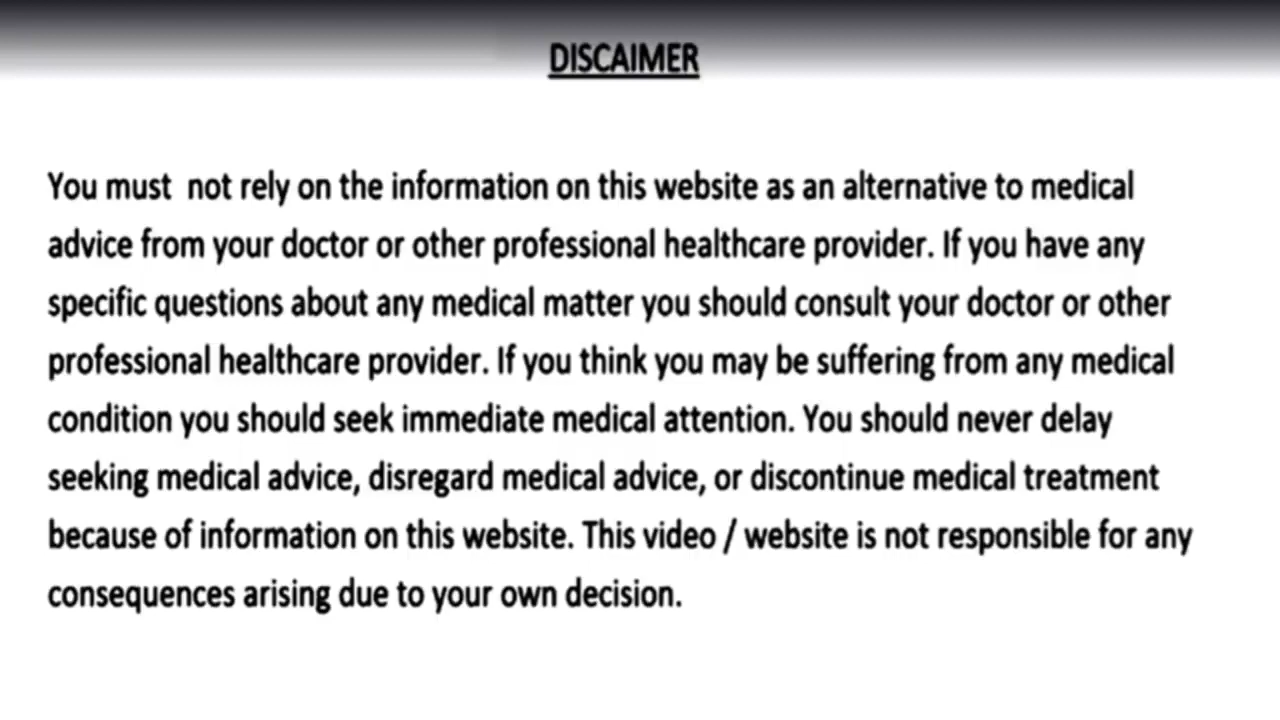 DISCAIMER
You must  not rely on the information on this website as an alternative to medical
advice from your doctor or other professional healthcare provider. If you have any
specific questions about any medical matter you should consult your doctor or other
professional healthcare provider. If you think you may be suffering from any medical
condition you should seek immediate medical attention. You should never delay
seeking medical advice, disregard medical advice, or discontinue medical treatment
because of information on this website. This video / website is not responsible for any
consequences arising due to your own decision.